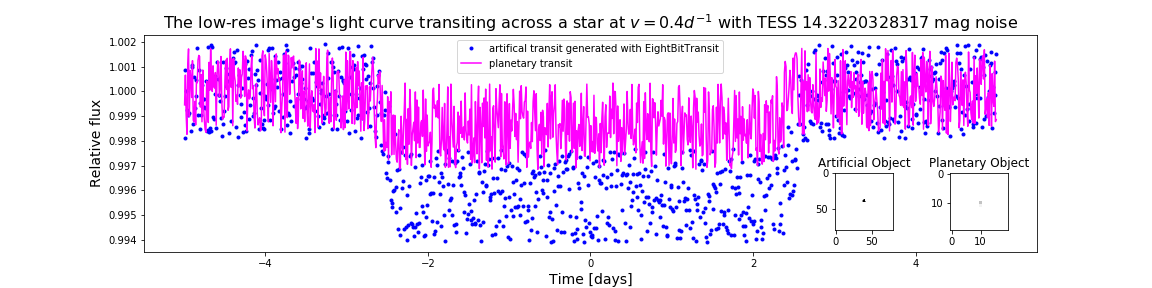 The low-res image's light curve transiting across a star at v = 0.4d⁻¹ with TESS 14.3220328317 mag noise
artifical transit generated with EightBitTransit
planetary transit
Relative flux
1.002
1.001
1.000
0.999
0.998
0.997
0.996
0.995
0.994
Artificial Object
0
50
0 50
Planetary Object
0
10
0 10
−4 −2 0 2 4
Time [days]